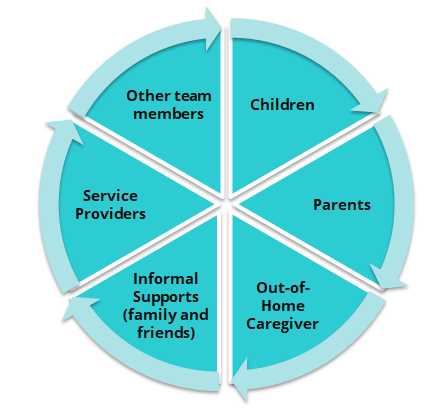 Children
Parents
Out-of-
Home
Caregiver
Informal
Supports
(family and
friends)
Service
Providers
Other team
members